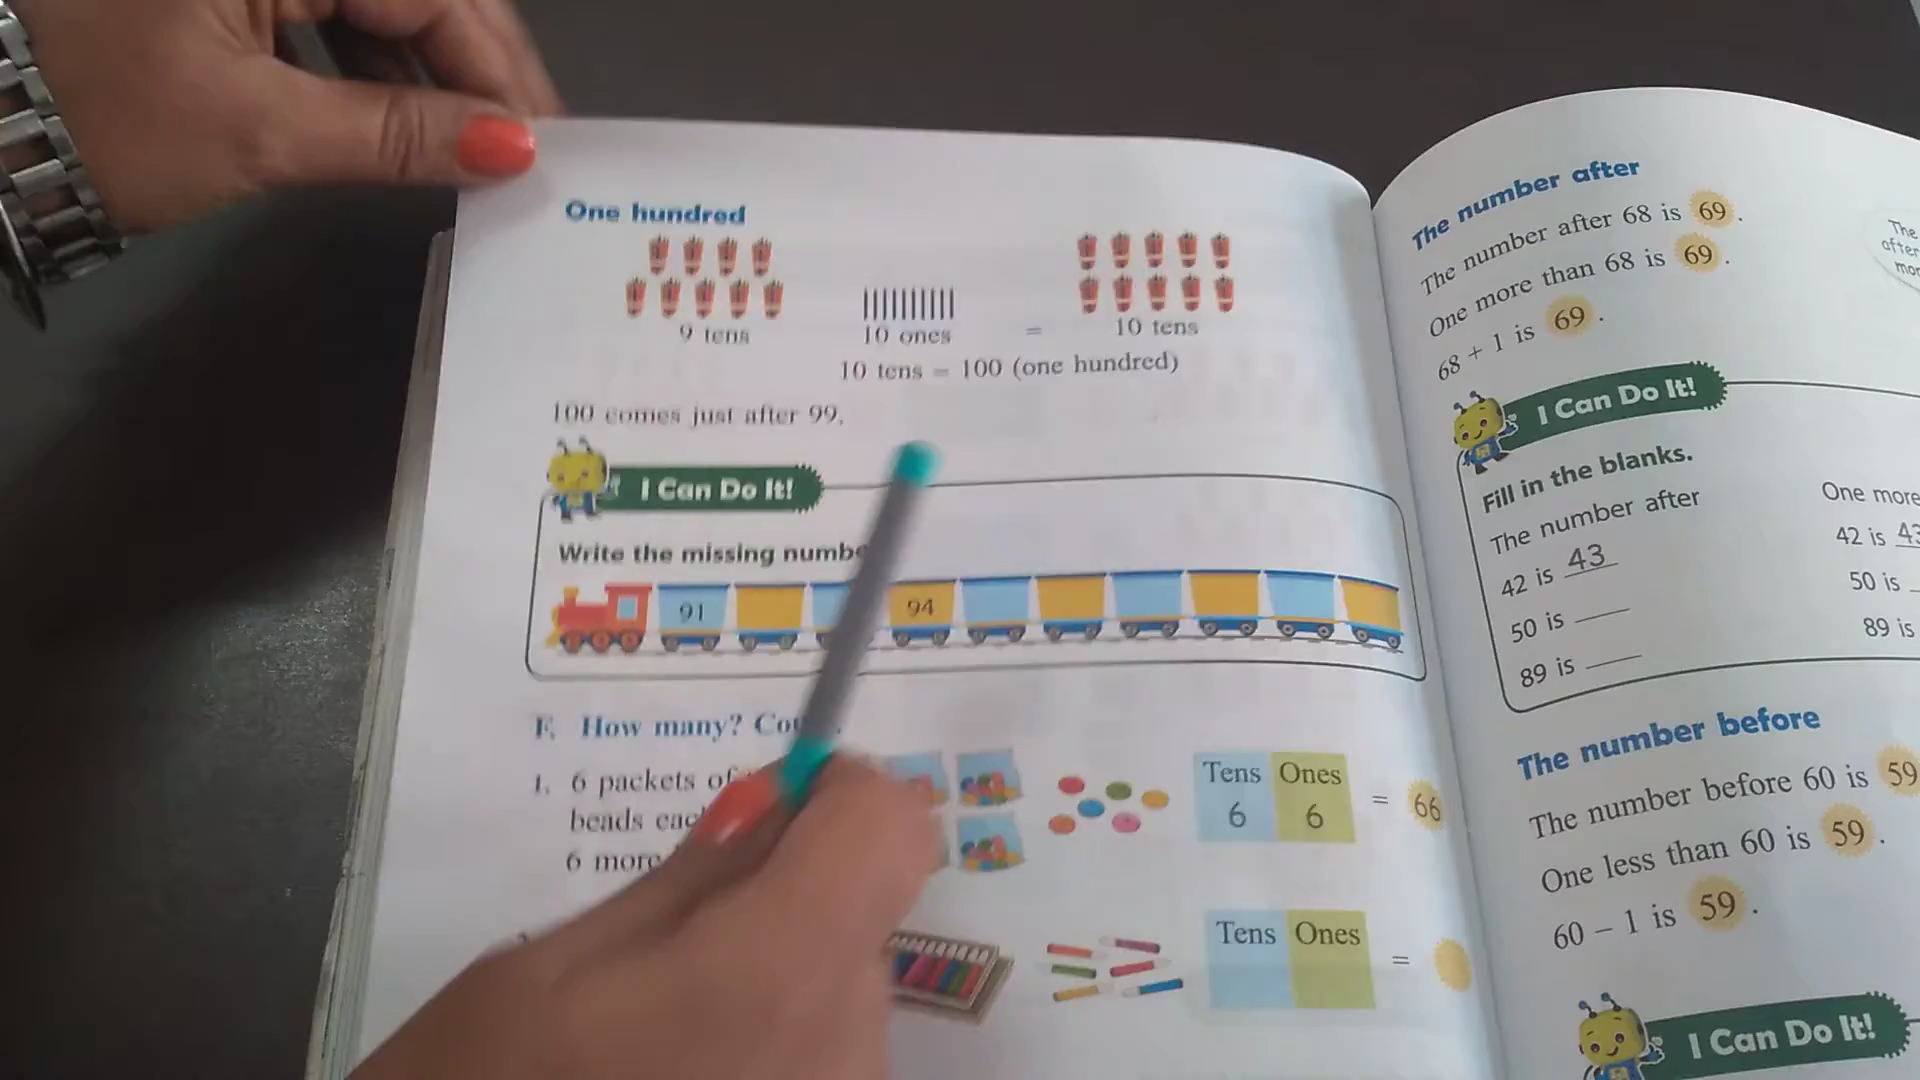 One hundred
9 tens
10 ones
=
10 tens
10 tens = 100 (one hundred)
100 comes just after 99.
I Can Do It!
Write the missing
91
94
F. How many?
1. 6 packets of
beads
6 more
Tens Ones
6 6
= 66
Tens Ones
=
The number after
The number after 68 is 69.
One more than 68 is 69.
68 + 1 is 69.
The
after
I Can Do It!
Fill in the blanks.
The number after
42 is 43
50 is
89 is
One more
42 is
50 is
89 is
The number before
The number before 60 is 59
One less than 60 is 59.
60 – 1 is 59.
I Can Do It!